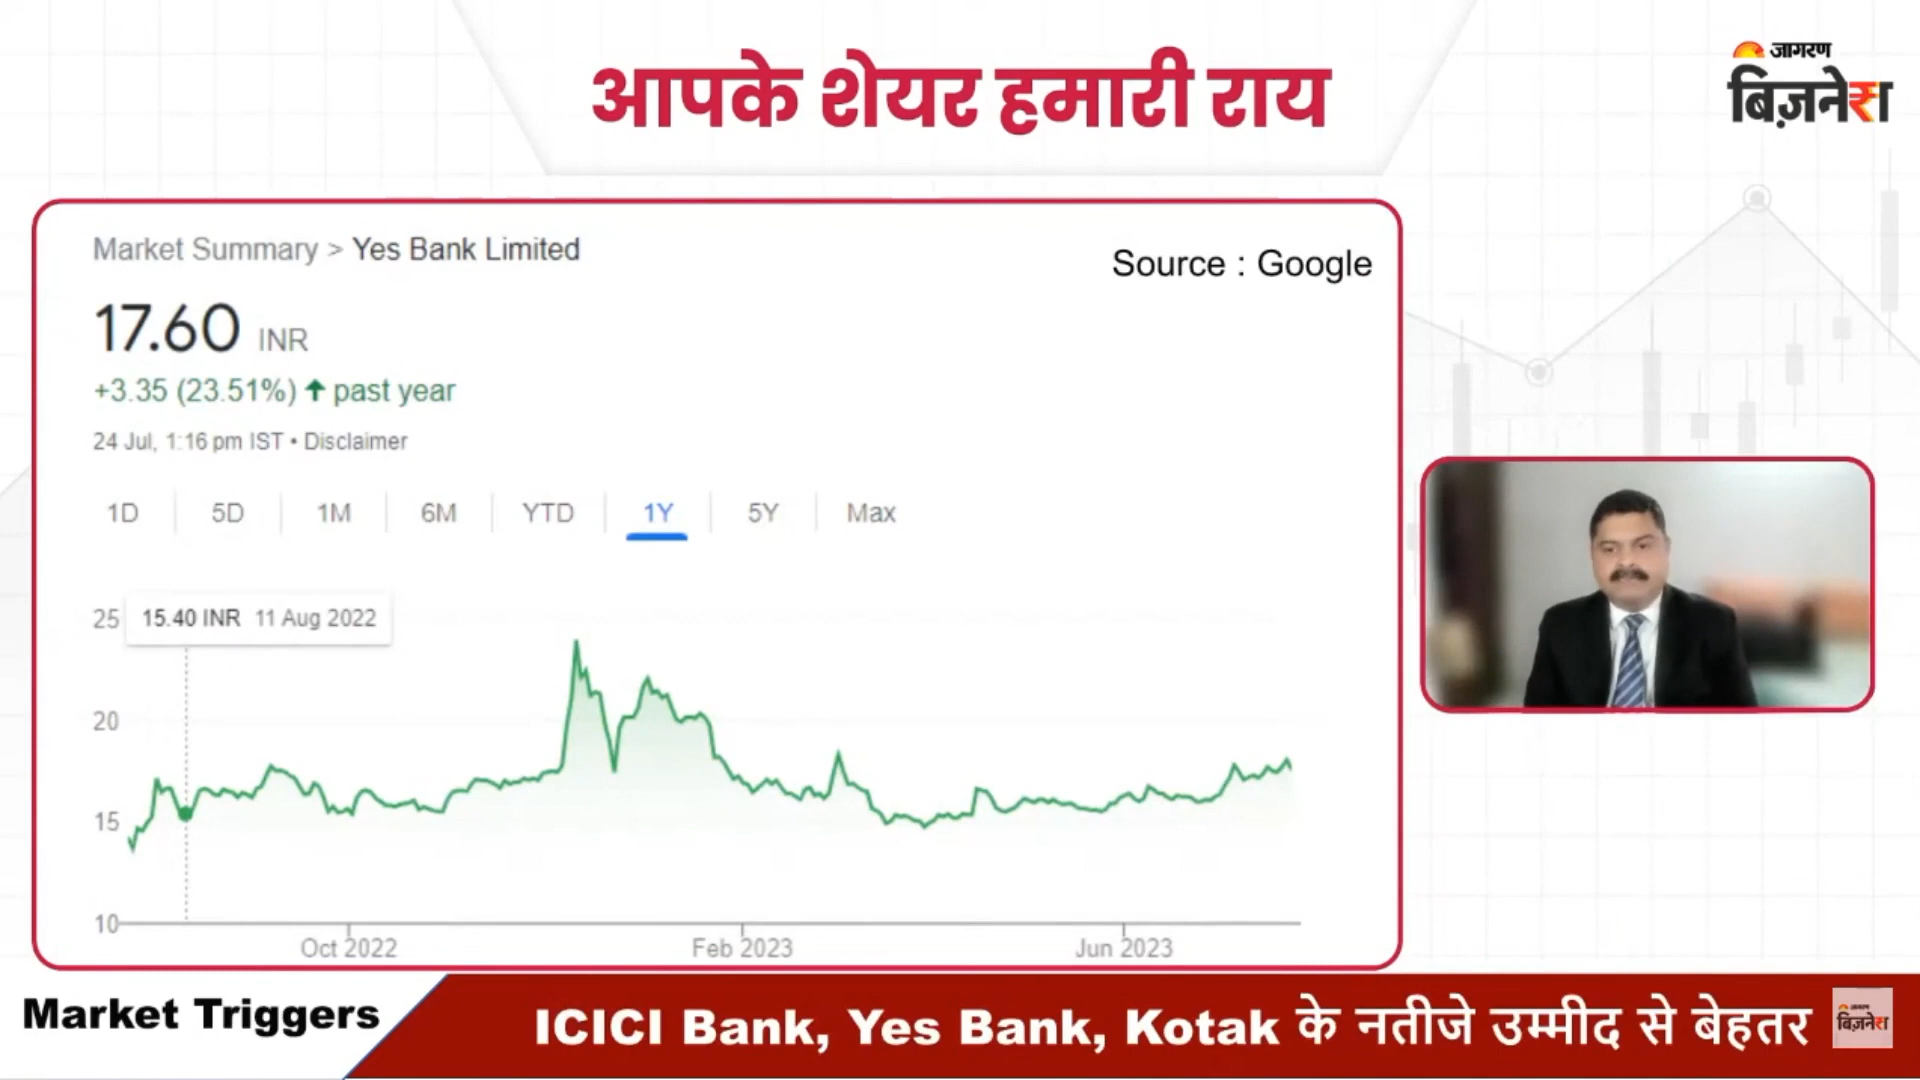 आपके शेयर हमारी राय
जागरण
बिज़नेस
Market Summary > Yes Bank Limited
Source : Google
17.60 INR
+3.35 (23.51%) ↑ past year
24 Jul, 1:16 pm IST • Disclaimer
1D 5D 1M 6M YTD 1Y 5Y Max
25
15.40 INR 11 Aug 2022
20
15
10
Oct 2022 Feb 2023 Jun 2023
Market Triggers
ICICI Bank, Yes Bank, Kotak के नतीजे उम्मीद से बेहतर
जागरण
बिज़नेस